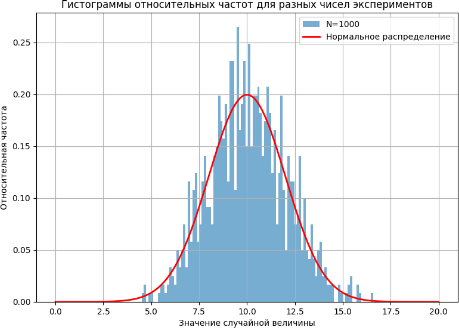 Гистограммы относительных частот для разных чисел экспериментов
N=1000
Нормальное распределение
Относительная частота
0.25
0.20
0.15
0.10
0.05
0.00
0.0 2.5 5.0 7.5 10.0 12.5 15.0 17.5 20.0
Значение случайной величины